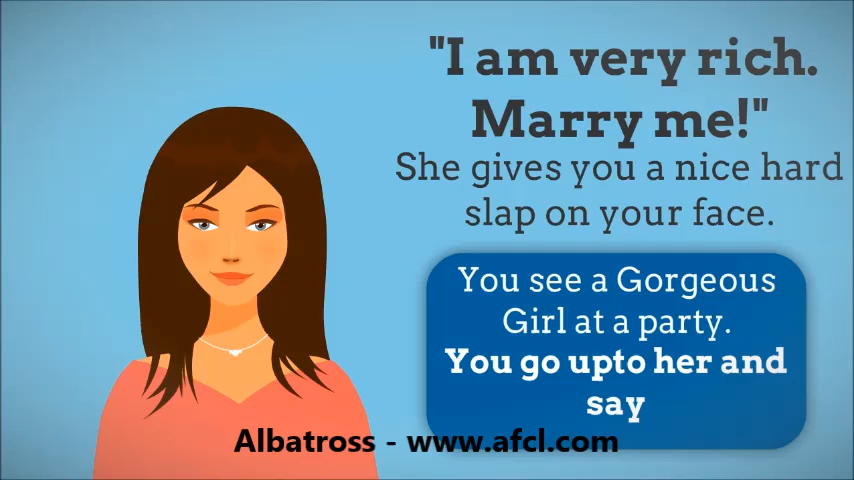 "I am very rich.
Marry me!"
She gives you a nice hard
slap on your face.
You see a Gorgeous
Girl at a party.
You go upto her and
say
Albatross - www.afcl.com